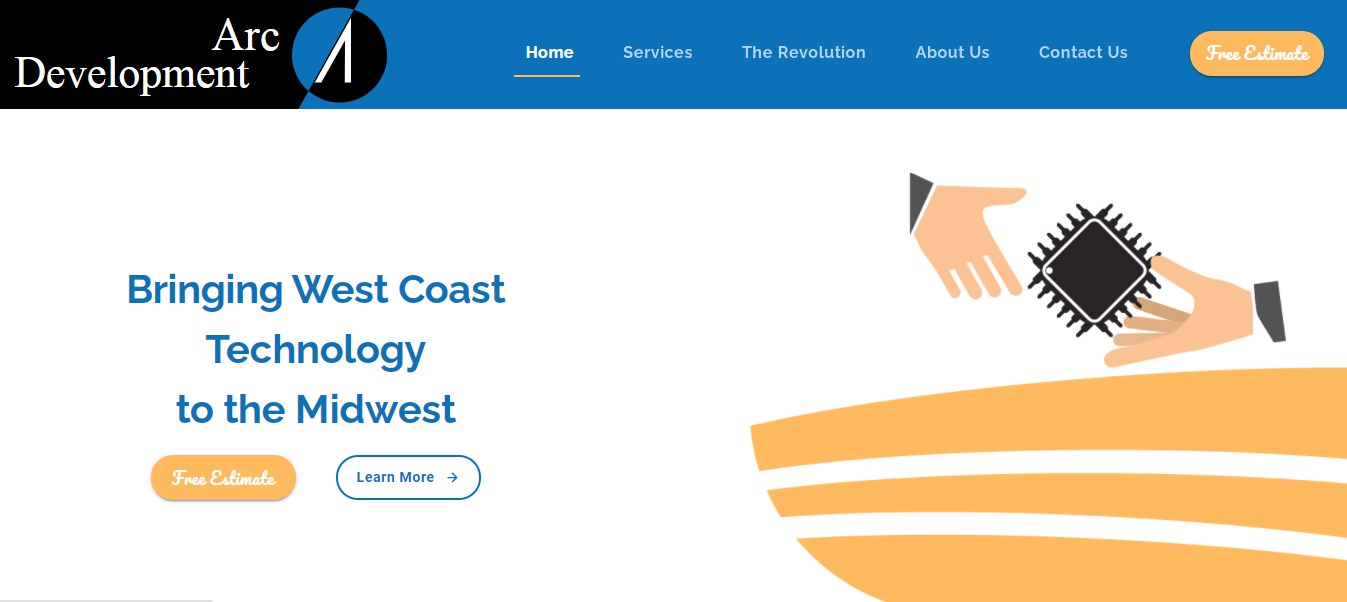 Arc
Development
Home Services The Revolution About Us Contact Us Free Estimate
Bringing West Coast
Technology
to the Midwest
Free Estimate Learn More →